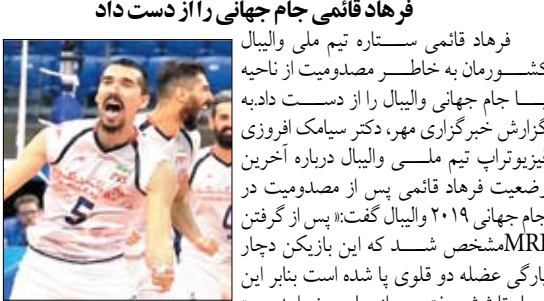 فرهاد قائمی جام جهانی را از دست داد
فرهاد قائمی ستاره تیم ملی والیبال
کشورمان به خاطر مصدومیت از ناحیه
پا جام جهانی والیبال را از دست داد.به
گزارش خبرگزاری مهر، دکتر سیامک افروزی
فیزیوتراپ تیم ملی والیبال درباره آخرین
وضعیت فرهاد قائمی پس از مصدومیت در
جام جهانی ۲۰۱۹ والیبال گفت:« پس از گرفتن
MRIمشخص شد که این بازیکن دچار
پارگی عضله دو قلوی پا شده است بنابر این
5